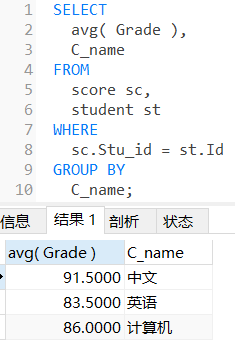 1 SELECT
2 avg( Grade ),
3 C_name
4 FROM
5 score sc,
6 student st
7 WHERE
8 sc.Stu_id = st.Id
9 GROUP BY
10 C_name;
信息 结果 1 剖析 状态
avg( Grade ) C_name
91.5000 中文
83.5000 英语
86.0000 计算机